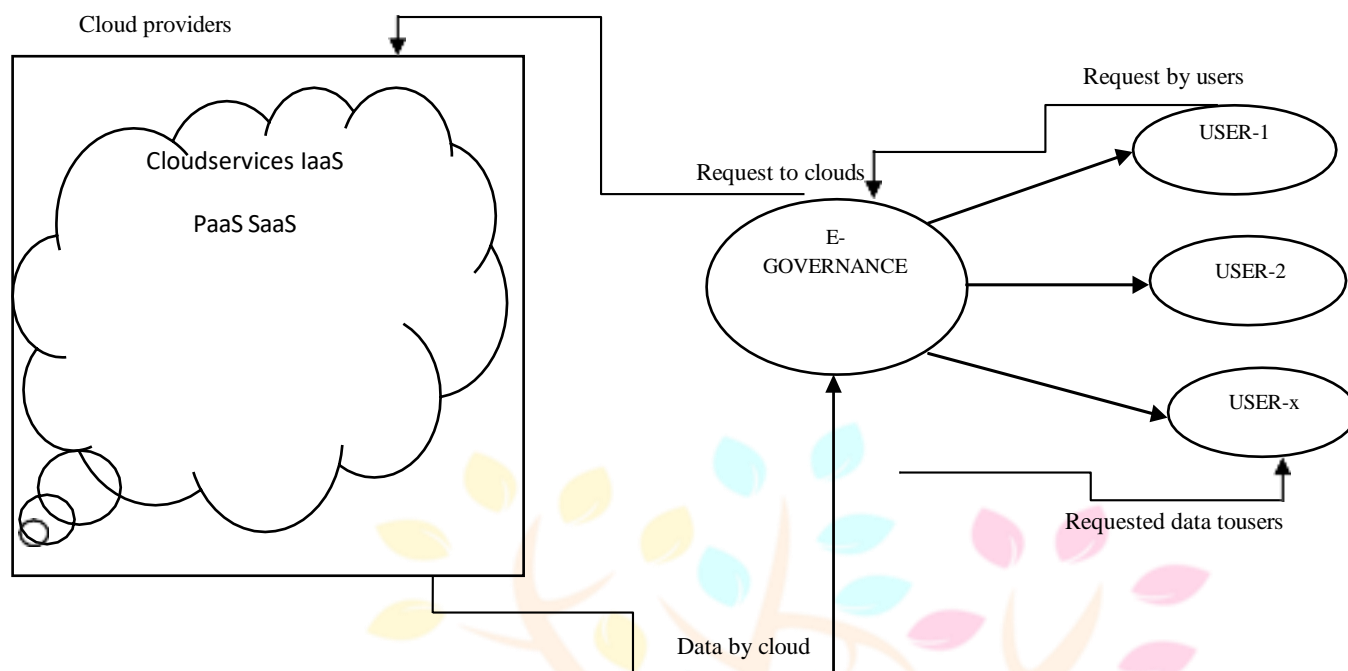 Cloud providers
Request by users
USER-1
Cloudservices IaaS
Request to clouds
PaaS SaaS
E-
GOVERNANCE
USER-2
USER-x
Requested data tousers
Data by cloud